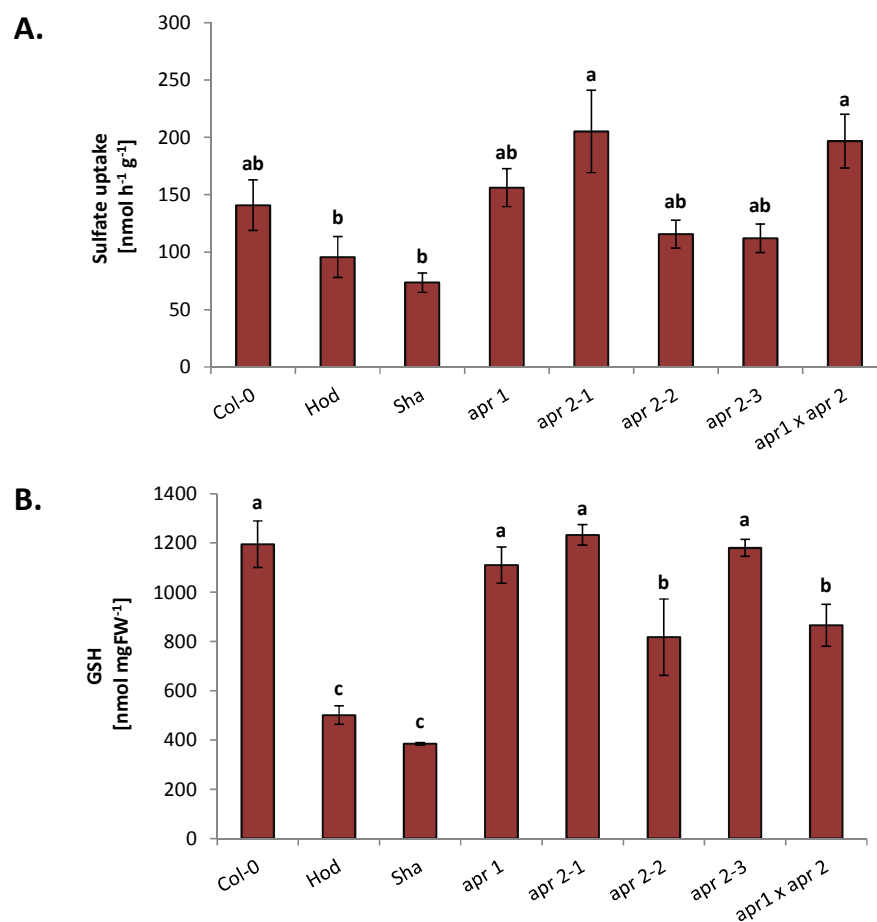 A.
Sulfate uptake
[nmol h⁻¹ g⁻¹]
300
250
200
150
100
50
0
ab
b
b
ab
a
ab
ab
a
Col-0
Hod
Sha
apr 1
apr 2-1
apr 2-2
apr 2-3
apr1 x apr 2
B.
GSH
[nmol mgFW⁻¹]
1400
1200
1000
800
600
400
200
0
a
c
c
a
a
b
a
b
Col-0
Hod
Sha
apr 1
apr 2-1
apr 2-2
apr 2-3
apr1 x apr 2